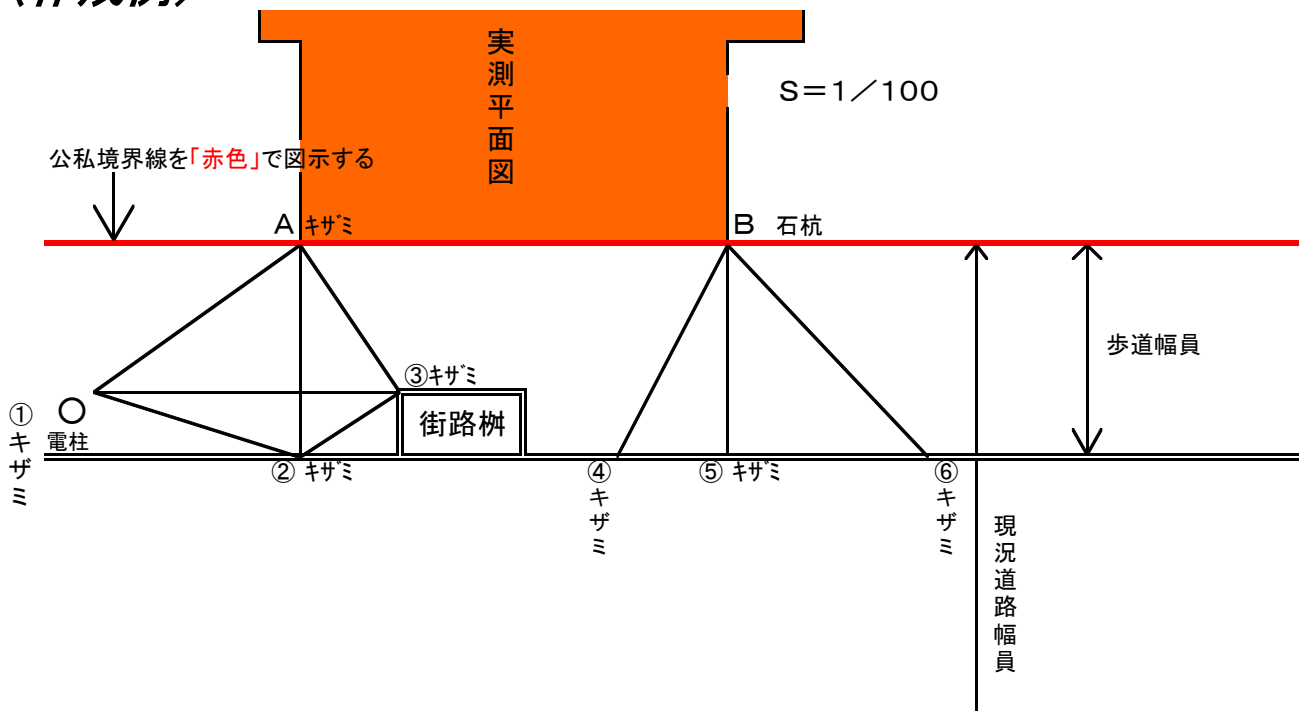 実測平面図
S＝1／100
公私境界線を「赤色」で図示する
A キザミ
B 石杭
歩道幅員
③キザミ
街路桝
①キザミ
電柱
② キザミ
④キザミ
⑤ キザミ
⑥キザミ
現況道路幅員